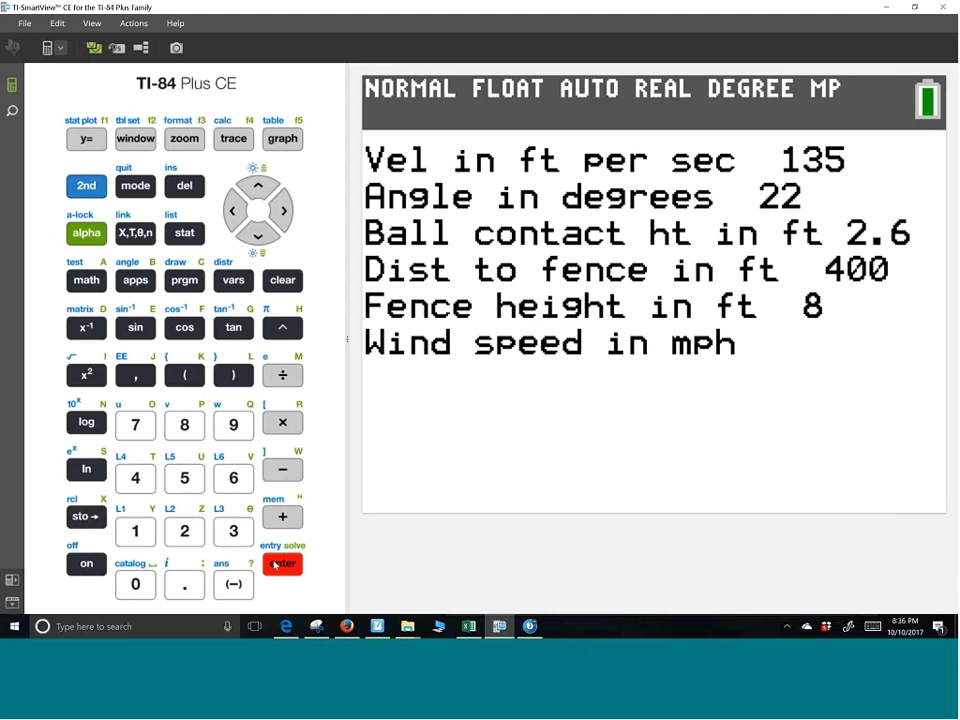 TI-SmartView™ CE for the TI-84 Plus Family
File Edit View Actions Help
TI-84 Plus CE
stat plot f1 tbl set f2 format f3 calc f4 table f5
y= window zoom trace graph
quit ins
2nd mode del
a-lock link list
alpha X,T,θ,n stat
test A angle B draw C distr
math apps prgm vars clear
matrix D sin⁻¹ E cos⁻¹ F tan⁻¹ G π H
x⁻¹ sin cos tan ^
√ I EE J { K } L e M
x² , ( ) ÷
10ˣ N u O v P w Q [ R
log 7 8 9 ×
eˣ S L4 T L5 U L6 V ] W
ln 4 5 6 −
rcl X L1 Y L2 Z L3 θ mem "
sto→ 1 2 3 +
off catalog i : ans ? entry solve
on 0 . (−) enter
NORMAL FLOAT AUTO REAL DEGREE MP
Vel in ft per sec 135
Angle in degrees 22
Ball contact ht in ft 2.6
Dist to fence in ft 400
Fence height in ft 8
Wind speed in mph
Type here to search
8:36 PM
10/10/2017